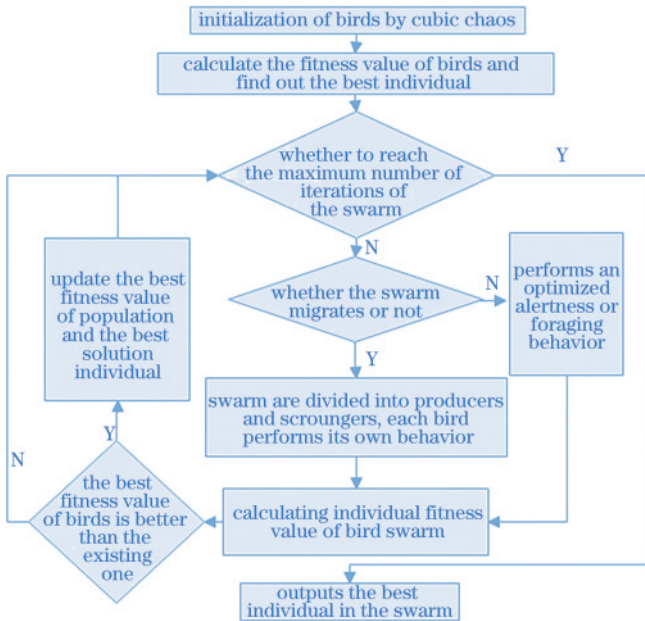 initialization of birds by cubic chaos
calculate the fitness value of birds and
find out the best individual
whether to reach
the maximum number of
iterations of
the swarm
Y
N
whether the swarm
migrates or not
N
performs an
optimized
alertness or
foraging
behavior
Y
swarm are divided into producers
and scroungers, each bird
performs its own behavior
calculating individual fitness
value of bird swarm
the best
fitness value
of birds is better
than the
existing
one
N
Y
update the best
fitness value
of population
and the best
solution
individual
outputs the best
individual in the swarm